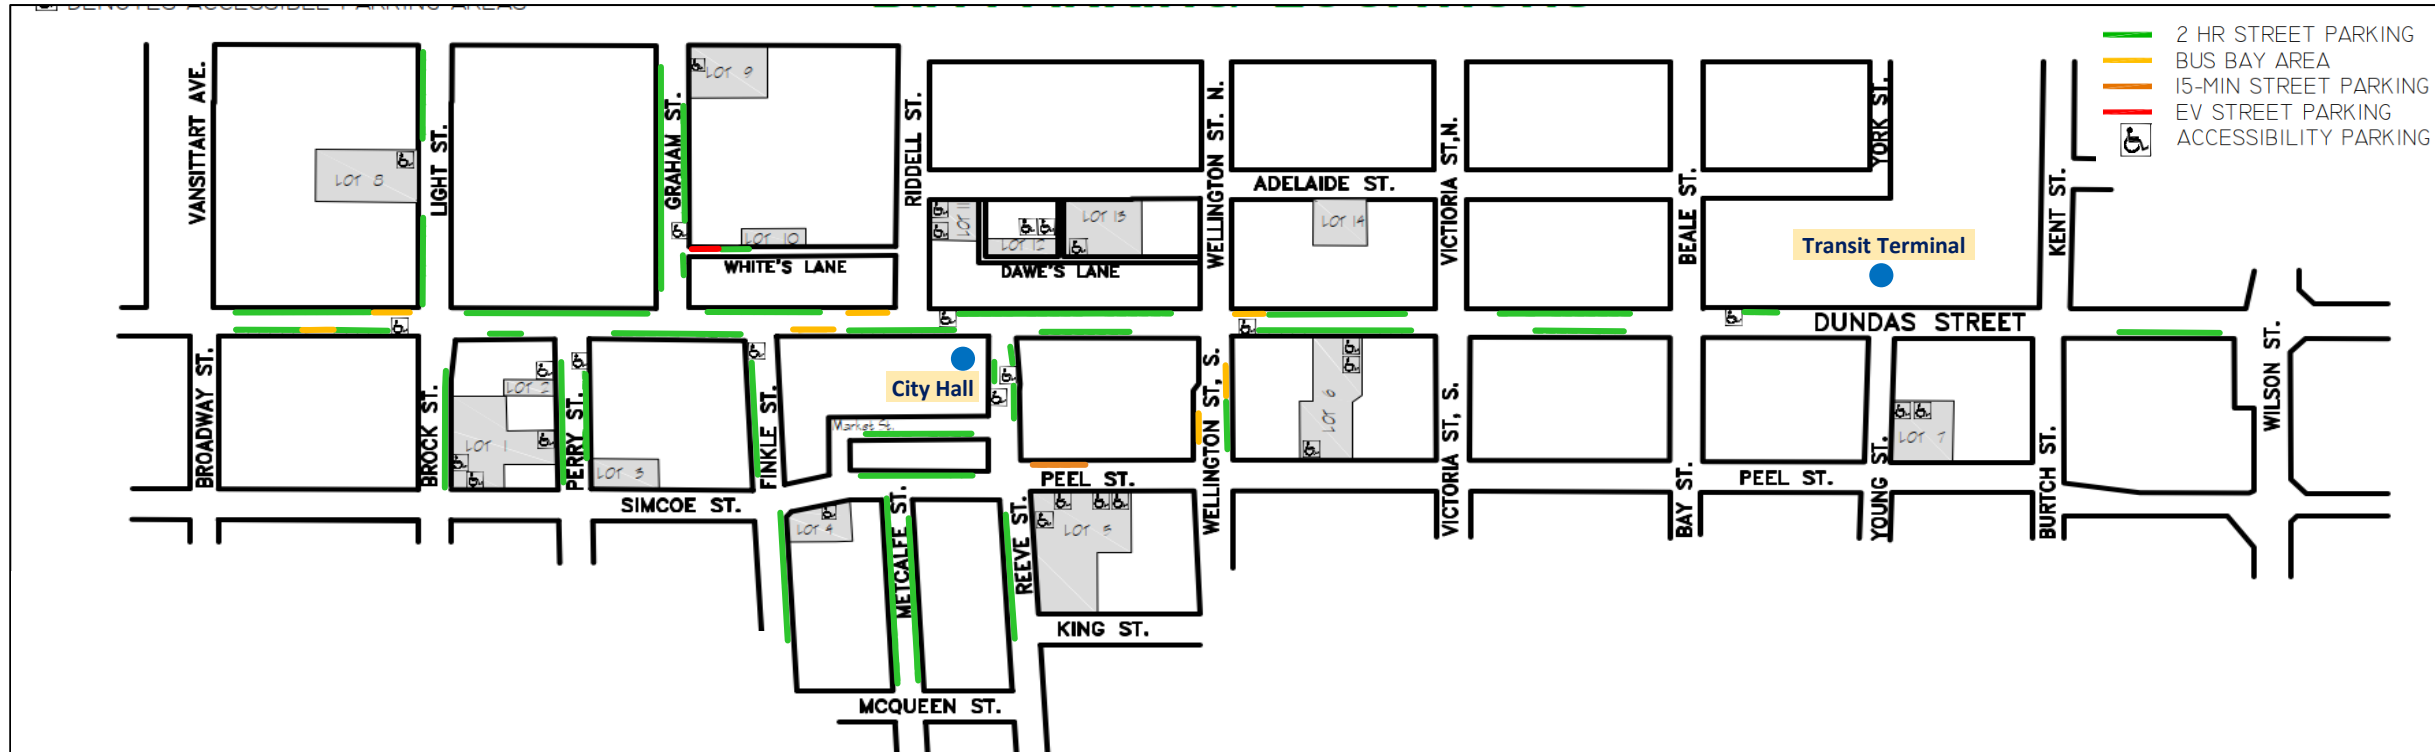 DENOTES ACCESSIBLE PARKING AREAS
2 HR STREET PARKING
BUS BAY AREA
15-MIN STREET PARKING
EV STREET PARKING
ACCESSIBILITY PARKING
VANSITTART AVE.
LIGHT ST.
GRAHAM ST.
RIDDELL ST.
WELLINGTON ST. N.
VICTORIA ST,N.
BEALE ST.
YORK ST.
KENT ST.
LOT 9
LOT 8
LOT 10
LOT 11
LOT 12
LOT 13
LOT 14
ADELAIDE ST.
WHITE'S LANE
DAWE'S LANE
Transit Terminal
DUNDAS STREET
City Hall
BROADWAY ST.
BROCK ST.
PERRY ST.
FINKLE ST.
WELLINGTON ST, S.
VICTORIA ST, S.
BAY ST.
YOUNG ST.
BURTCH ST.
WILSON ST.
LOT 2
LOT 1
LOT 3
LOT 6
LOT 7
Market St.
PEEL ST.
PEEL ST.
SIMCOE ST.
LOT 4
METCALFE ST.
REEVE ST.
LOT 5
KING ST.
MCQUEEN ST.